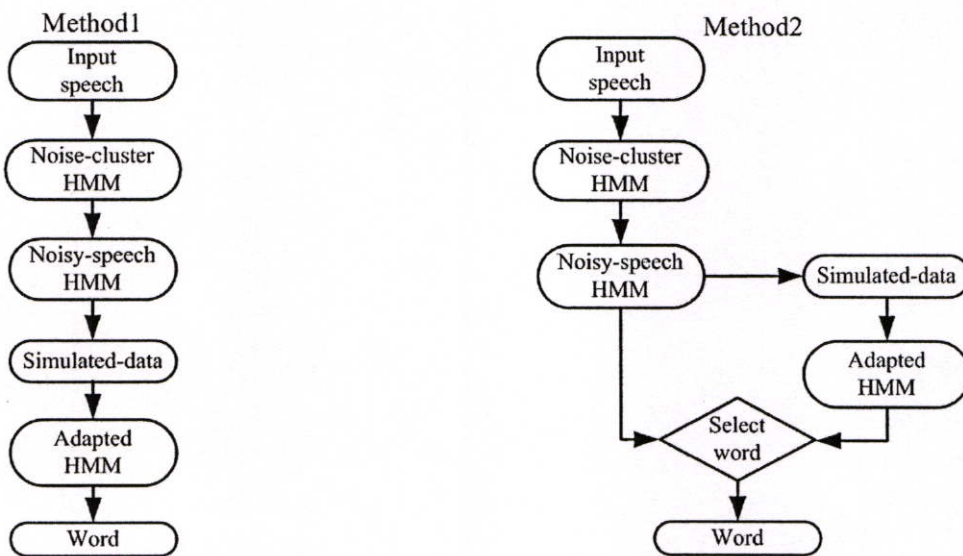 Method1
Input
speech
Noise-cluster
HMM
Noisy-speech
HMM
Simulated-data
Adapted
HMM
Word
Method2
Input
speech
Noise-cluster
HMM
Noisy-speech
HMM
Simulated-data
Adapted
HMM
Select
word
Word